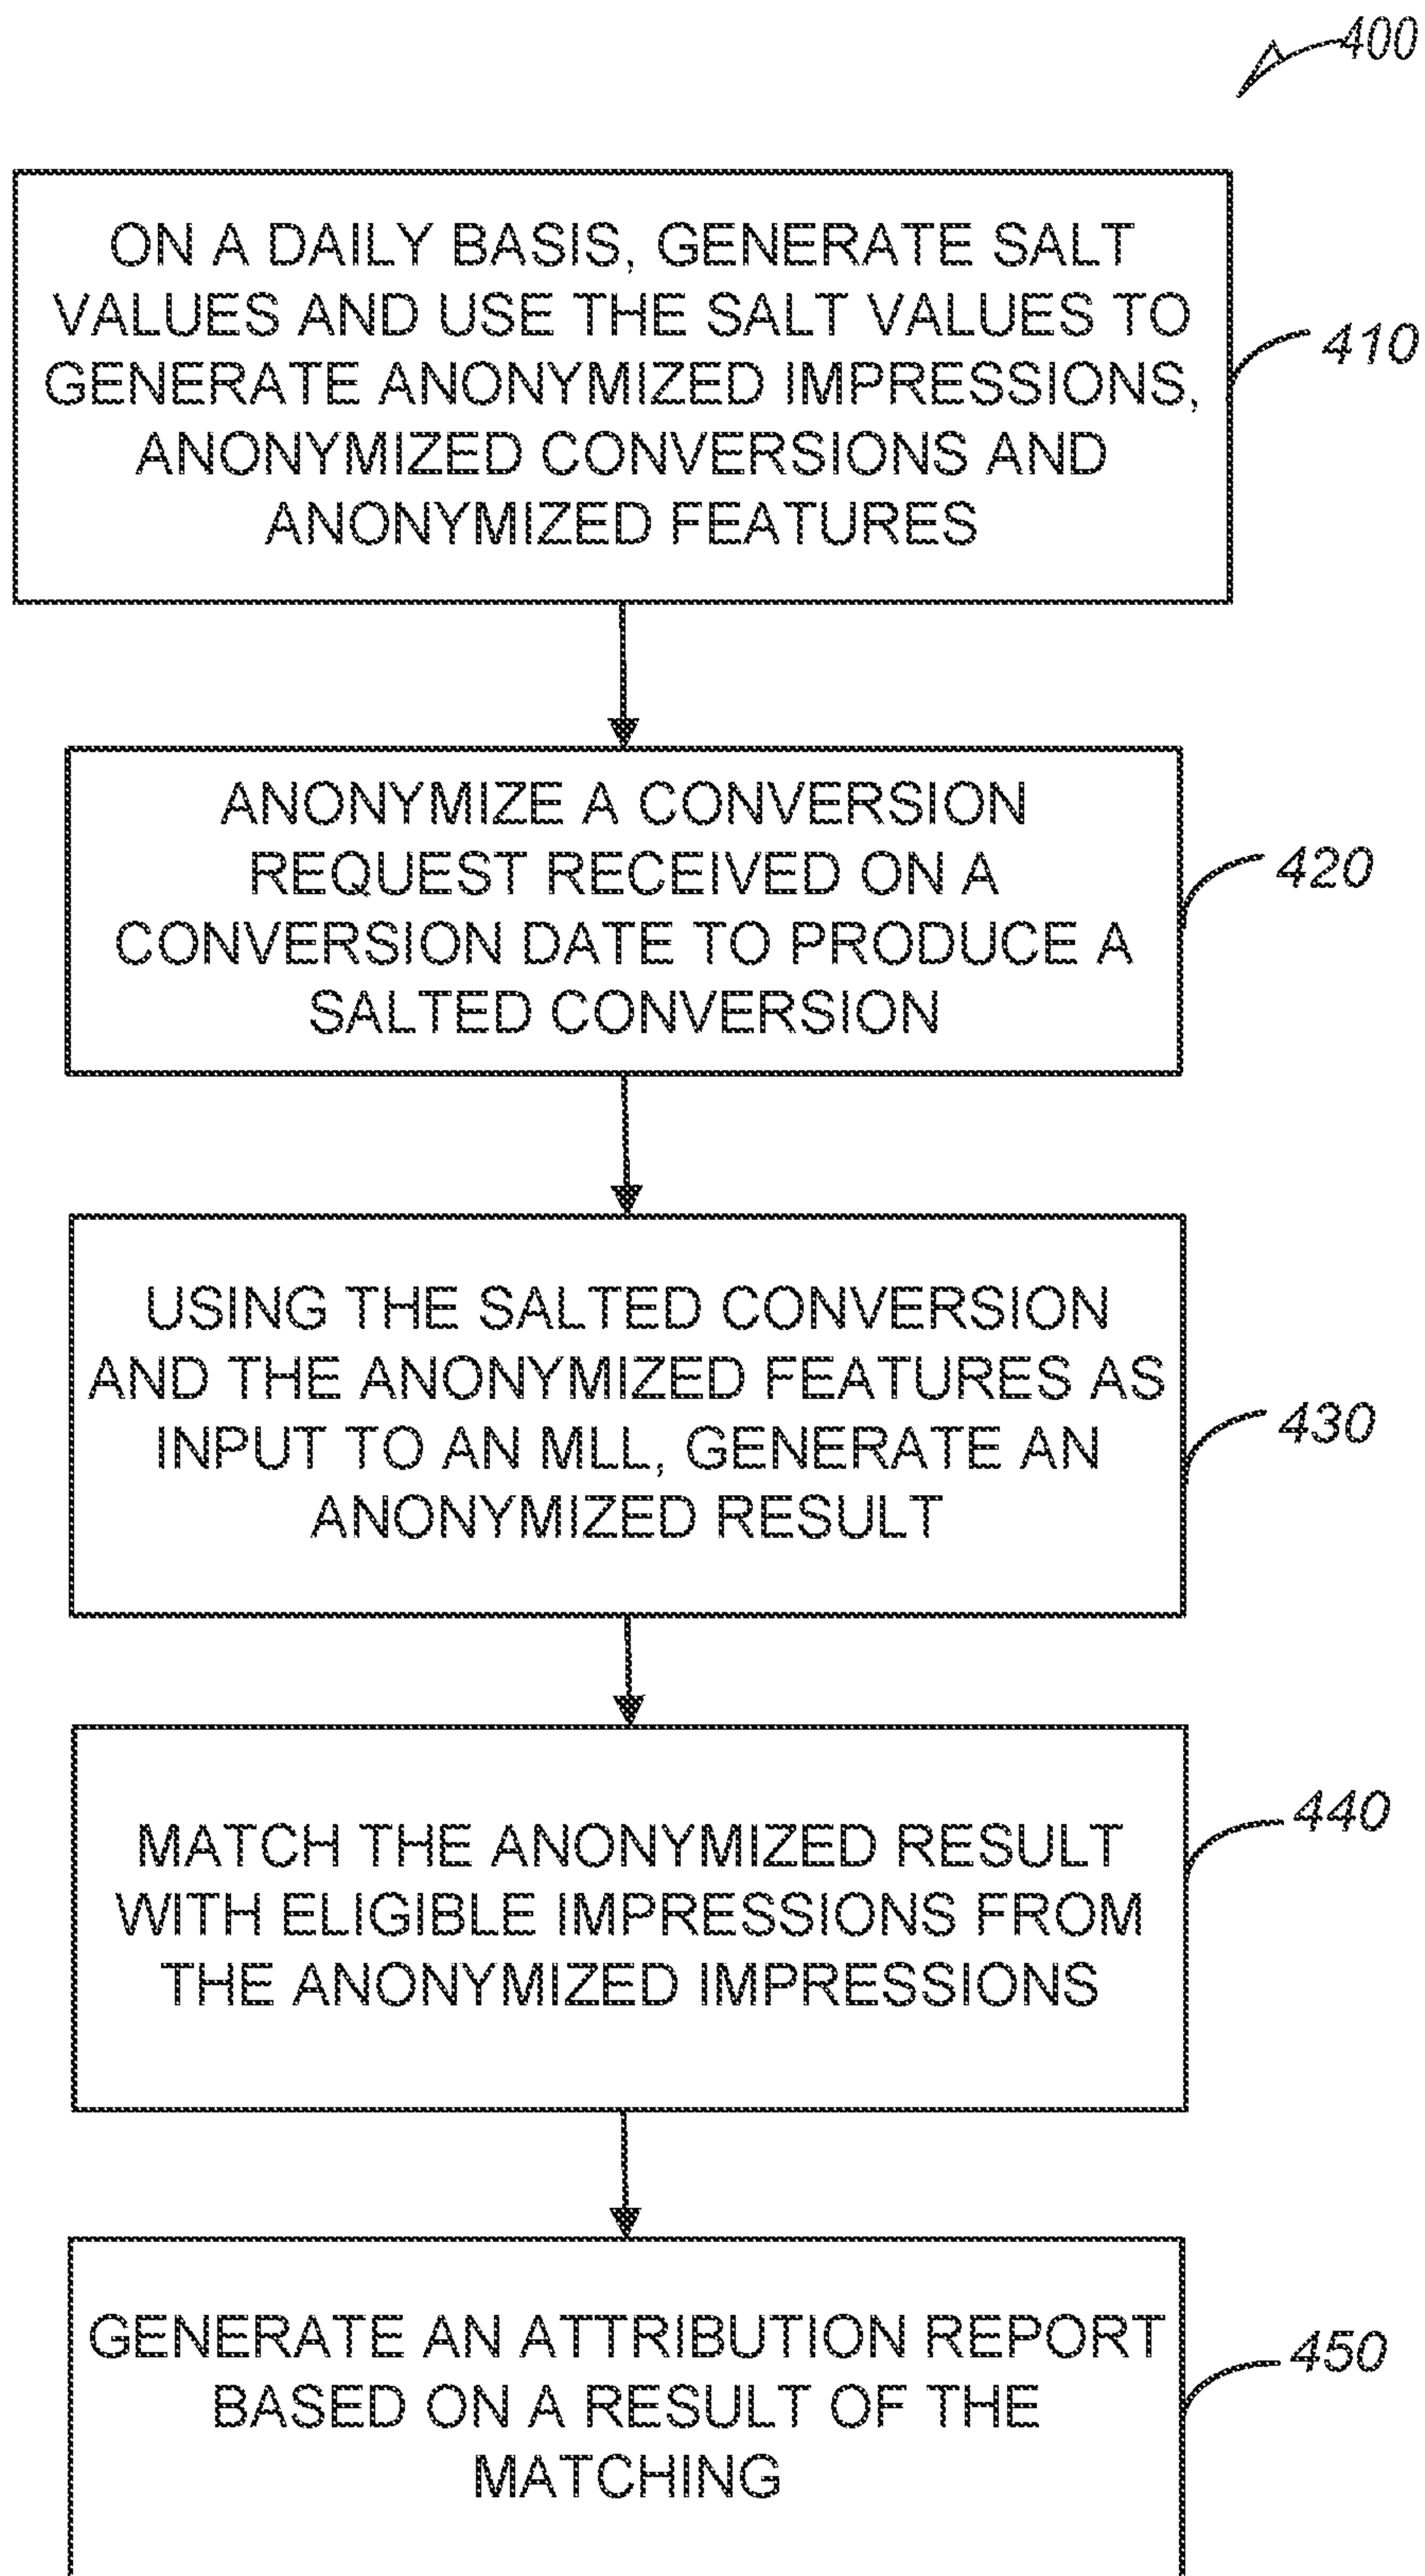 400
ON A DAILY BASIS, GENERATE SALT
VALUES AND USE THE SALT VALUES TO
GENERATE ANONYMIZED IMPRESSIONS,
ANONYMIZED CONVERSIONS AND
ANONYMIZED FEATURES
410
ANONYMIZE A CONVERSION
REQUEST RECEIVED ON A
CONVERSION DATE TO PRODUCE A
SALTED CONVERSION
420
USING THE SALTED CONVERSION
AND THE ANONYMIZED FEATURES AS
INPUT TO AN MLL, GENERATE AN
ANONYMIZED RESULT
430
MATCH THE ANONYMIZED RESULT
WITH ELIGIBLE IMPRESSIONS FROM
THE ANONYMIZED IMPRESSIONS
440
GENERATE AN ATTRIBUTION REPORT
BASED ON A RESULT OF THE
MATCHING
450